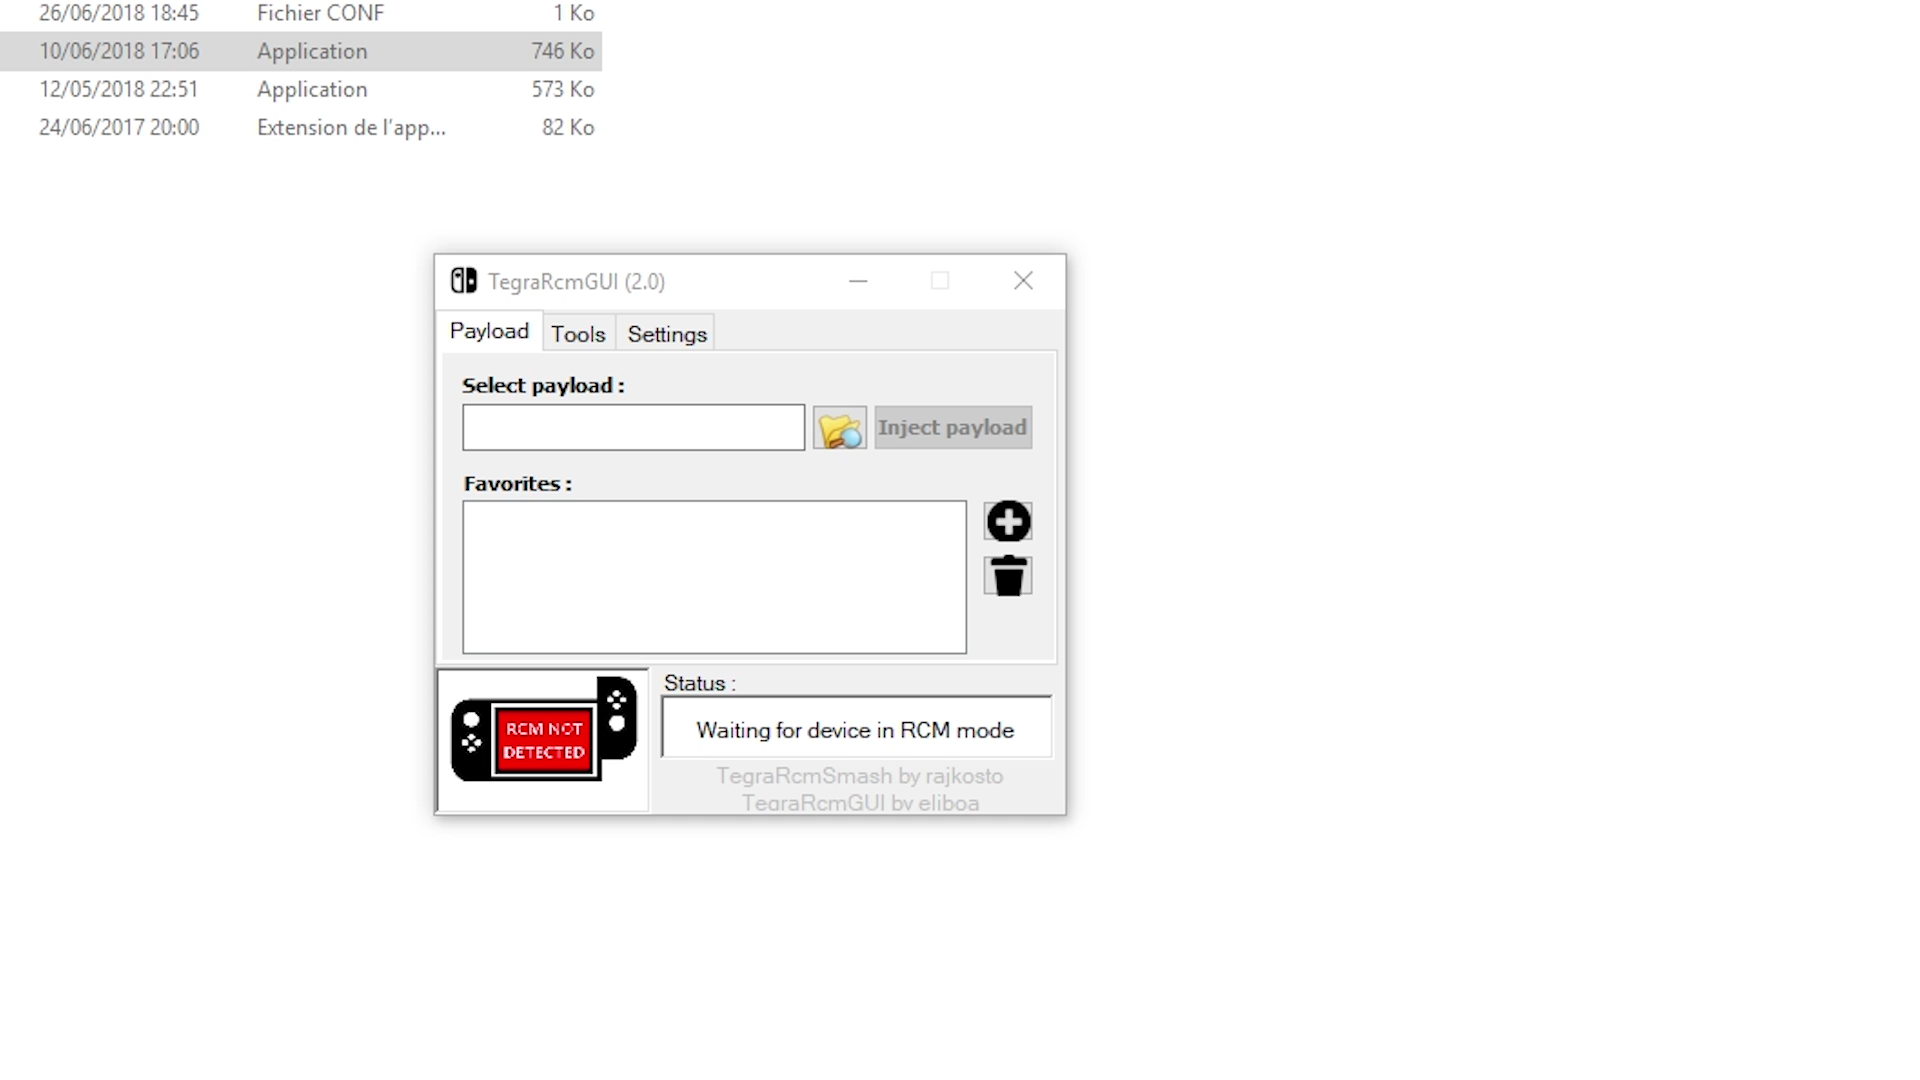 26/06/2018 18:45 Fichier CONF 1 Ko
10/06/2018 17:06 Application 746 Ko
12/05/2018 22:51 Application 573 Ko
24/06/2017 20:00 Extension de l'app... 82 Ko
TegraRcmGUI (2.0)
Payload Tools Settings
Select payload :
Inject payload
Favorites :
RCM NOT
DETECTED
Status :
Waiting for device in RCM mode
TegraRcmSmash by rajkosto
TegraRcmGUI by eliboa